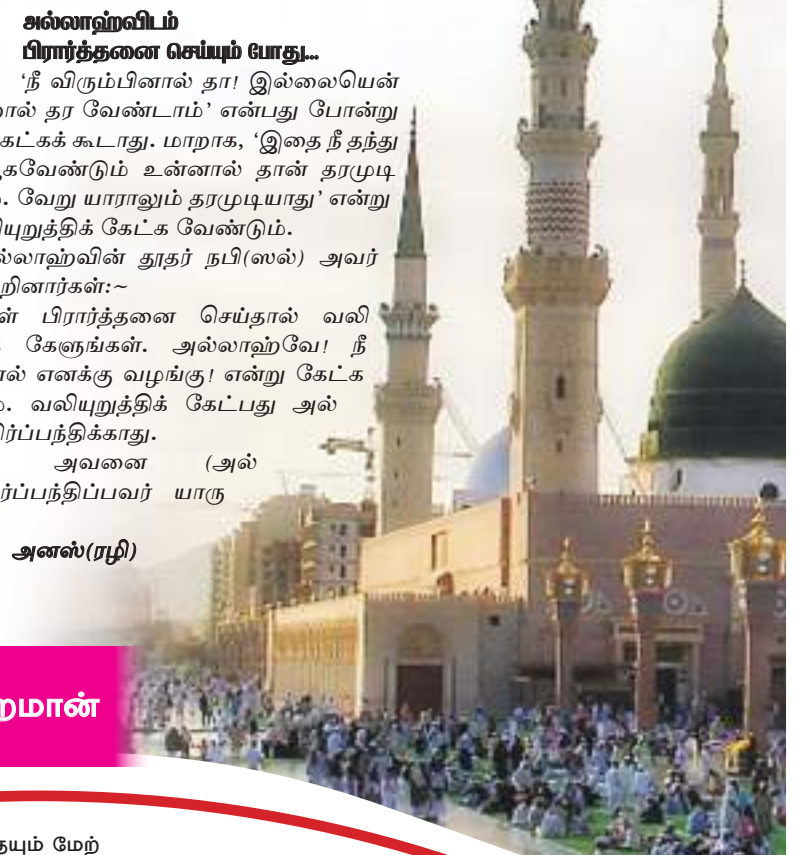 அல்லாஹ்விடம்
பிரார்த்தனை செய்யும் போது...
'நீ விரும்பினால் தா! இல்லையென்
றால் தர வேண்டாம்' என்பது போன்று
கேட்கக் கூடாது. மாறாக, 'இதை நீ தந்து
ஆகவேண்டும் உன்னால் தான் தரமுடி
வேறு யாராலும் தரமுடியாது' என்று
யுறுத்திக் கேட்க வேண்டும்.
ல்லாஹ்வின் தூதர் நபி(ஸல்) அவர்
றினார்கள்:~
ள் பிரார்த்தனை செய்தால் வலி
கேளுங்கள். அல்லாஹ்வே! நீ
னால் எனக்கு வழங்கு! என்று கேட்க
வலியுறுத்திக் கேட்பது அல்
ர்ப்பந்திக்காது.
அவனை (அல்
ர்ப்பந்திப்பவர் யாரு
அனஸ்(ரழி)
றமான்
தயும் மேற்